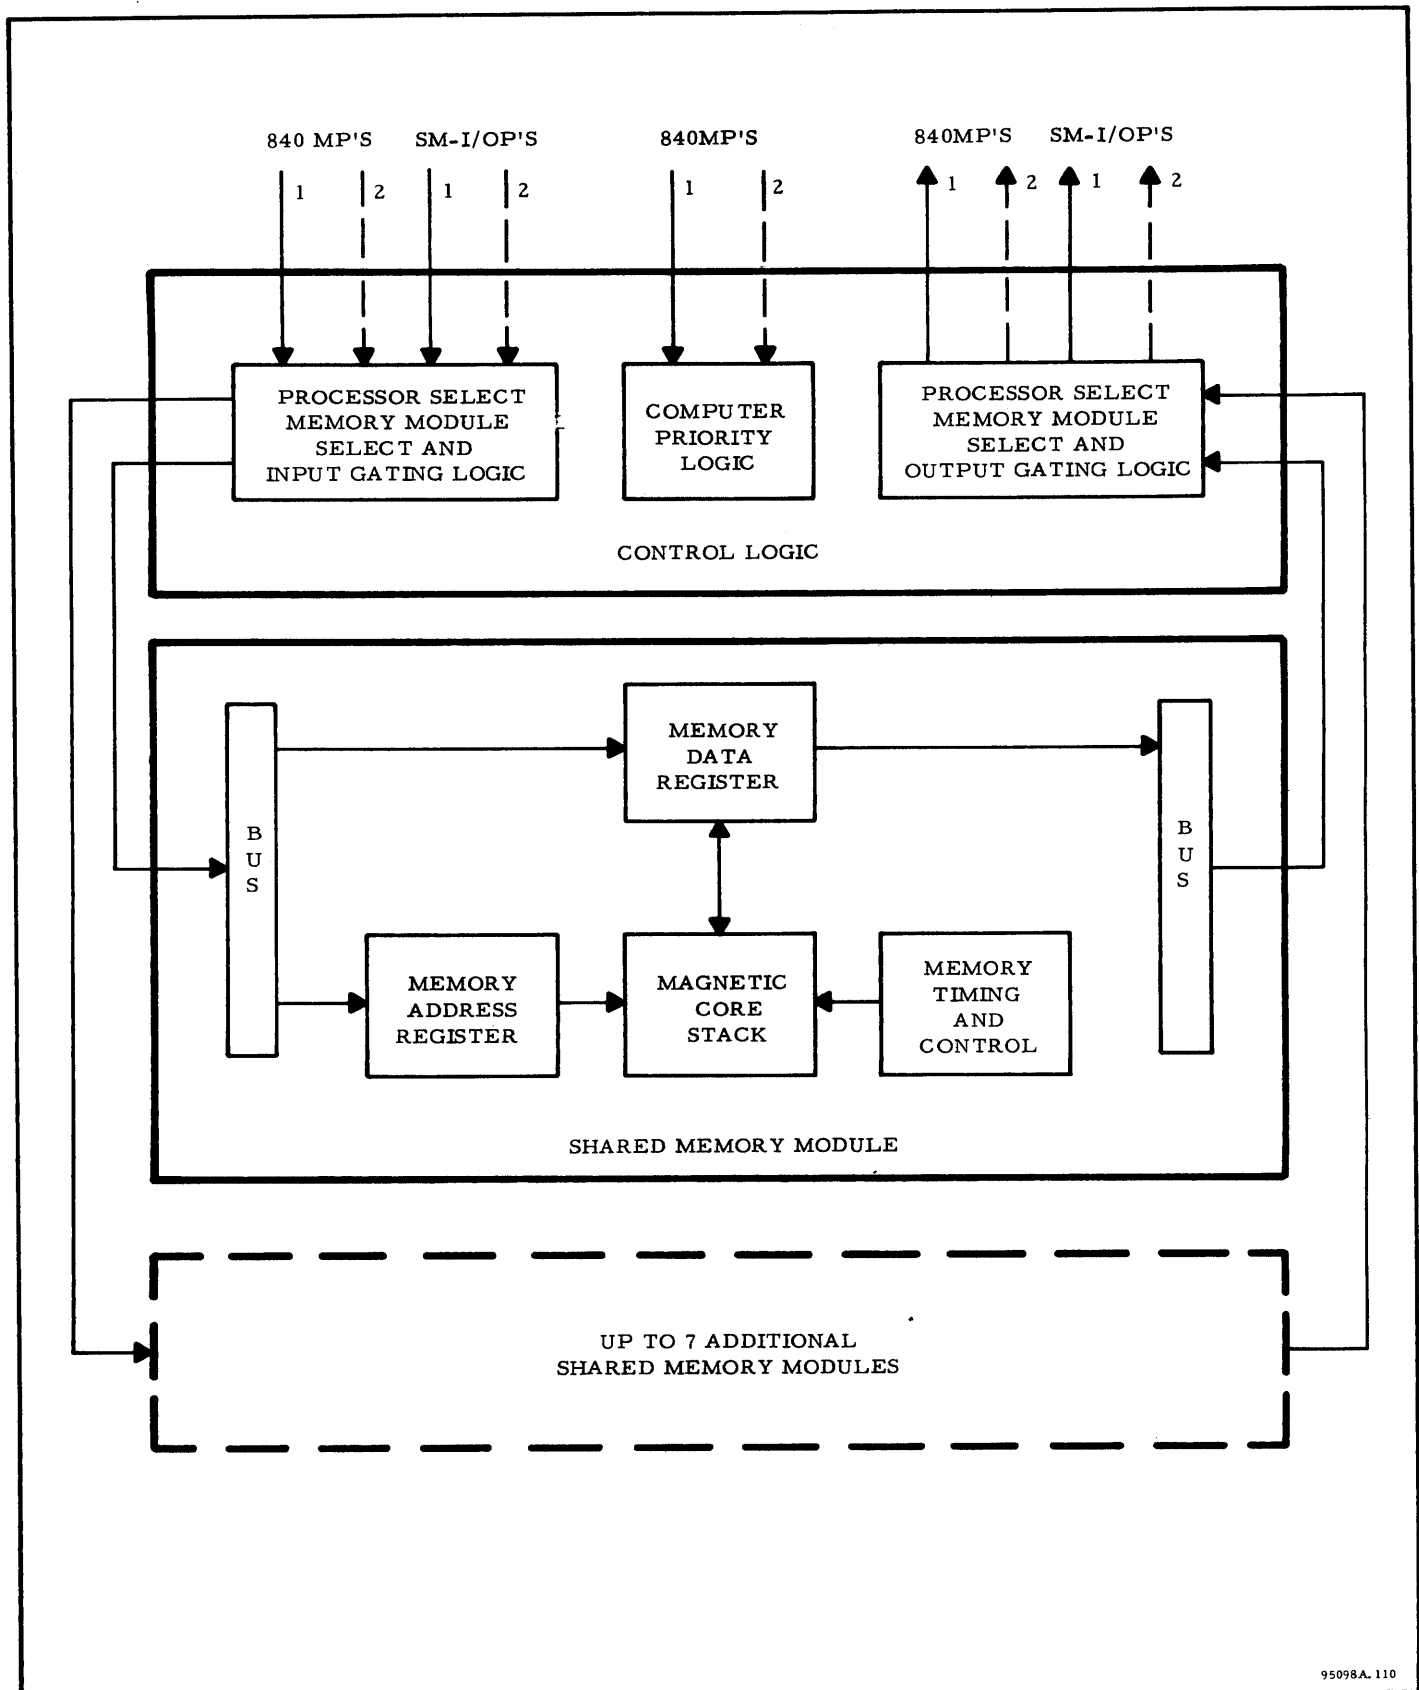 840 MP'S SM-I/OP'S
840MP'S
840MP'S SM-I/OP'S
1 2 1 2
1 2
1 2 1 2
PROCESSOR SELECT
MEMORY MODULE
SELECT AND
INPUT GATING LOGIC
COMPUTER
PRIORITY
LOGIC
PROCESSOR SELECT
MEMORY MODULE
SELECT AND
OUTPUT GATING LOGIC
CONTROL LOGIC
BUS
MEMORY
DATA
REGISTER
BUS
MEMORY
ADDRESS
REGISTER
MAGNETIC
CORE
STACK
MEMORY
TIMING
AND
CONTROL
SHARED MEMORY MODULE
UP TO 7 ADDITIONAL
SHARED MEMORY MODULES
95098A.110